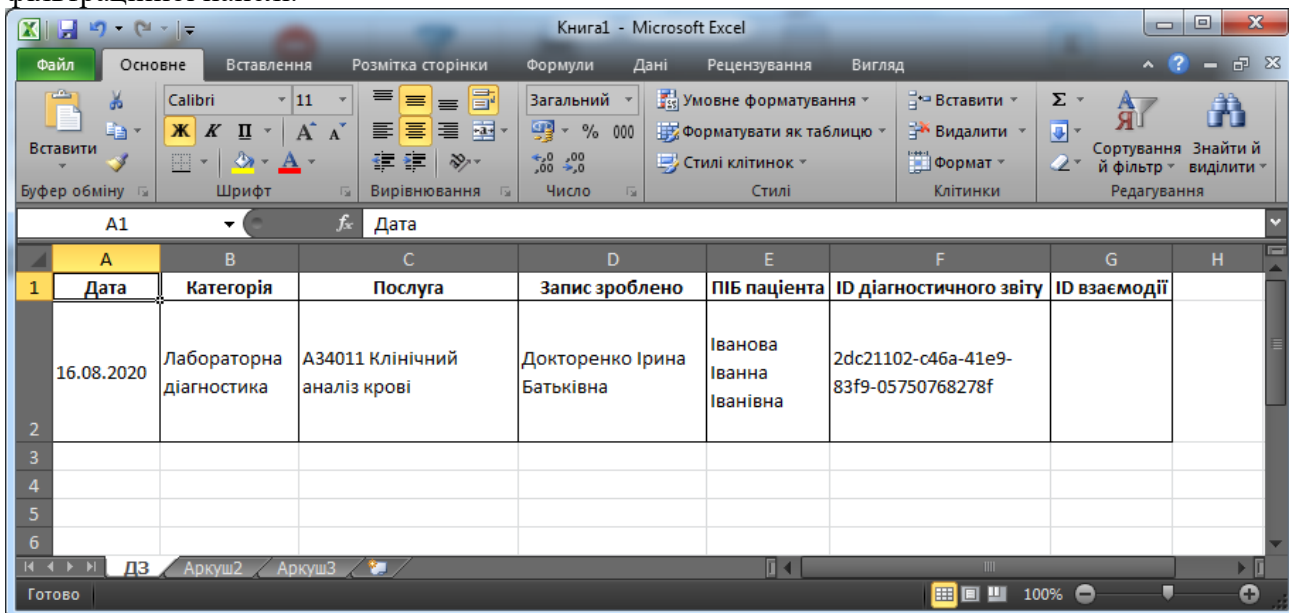 фільтраційної панелі.
Книга1 - Microsoft Excel
Файл Основне Вставлення Розмітка сторінки Формули Дані Рецензування Вигляд
Calibri 11 Загальний Умовне форматування Вставити Σ
Ж К П А А % 000 Форматувати як таблицю Видалити
Вставити Стилі клітинок Формат Сортування й фільтр Знайти й виділити
Буфер обміну Шрифт Вирівнювання Число Стилі Клітинки Редагування
A1 fx Дата
A B C D E F G H
1 Дата Категорія Послуга Запис зроблено ПІБ пацієнта ID діагностичного звіту ID взаємодії
2 16.08.2020 Лабораторна діагностика A34011 Клінічний аналіз крові Докторенко Ірина Батьківна Іванова Іванна Іванівна 2dc21102-c46a-41e9-83f9-05750768278f
3
4
5
6
ДЗ Аркуш2 Аркуш3
Готово 100%